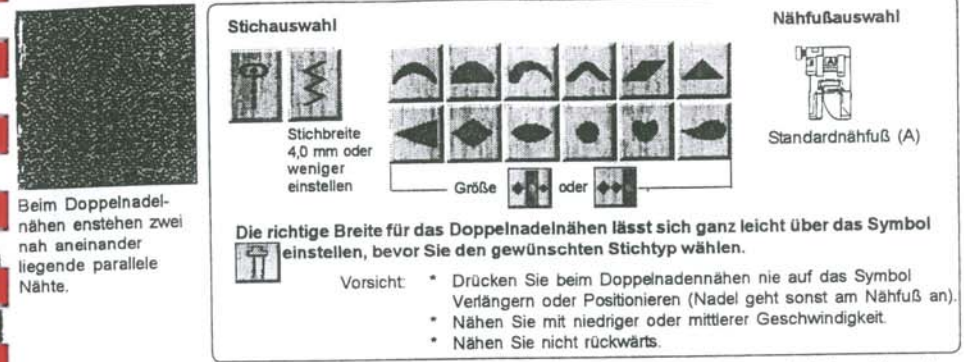 Beim Doppelnadel-
nähen enstehen zwei
nah aneinander
liegende parallele
Nähte.
Stichauswahl
Stichbreite
4,0 mm oder
weniger
einstellen
Größe
oder
Nähfußauswahl
Standardnähfuß (A)
Die richtige Breite für das Doppelnadelnähen lässt sich ganz leicht über das Symbol
einstellen, bevor Sie den gewünschten Stichtyp wählen.
Vorsicht: * Drücken Sie beim Doppelnadennähen nie auf das Symbol
Verlängern oder Positionieren (Nadel geht sonst am Nähfuß an).
* Nähen Sie mit niedriger oder mittlerer Geschwindigkeit.
* Nähen Sie nicht rückwärts.